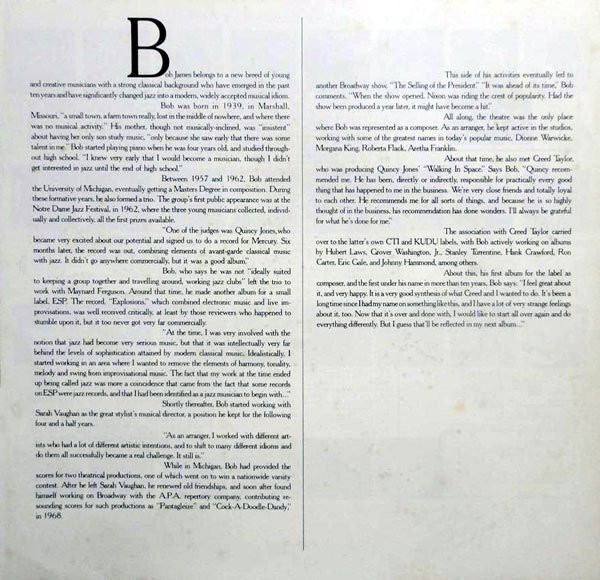 Bob James belongs to a new breed of young
and creative musicians with a strong classical background who have emerged in the past
ten years and have significantly changed jazz into a modern, widely accepted musical idiom.
Bob was born in 1939, in Marshall,
Missouri, "a small town, a farm town really, lost in the middle of nowhere, and where there
was no musical activity." His mother, though not musically-inclined, was "insistent"
about having her only son study music, "only because she saw early that there was some
talent in me." Bob started playing piano when he was four years old, and studied through-
out high school. "I knew very early that I would become a musician, though I didn't
get interested in jazz until the end of high school."
Between 1957 and 1962, Bob attended
the University of Michigan, eventually getting a Masters Degree in composition. During
these formative years, he also formed a trio. The group's first public appearance was at the
Notre Dame Jazz Festival, in 1962, where the three young musicians collected, individ-
ually and collectively, all the first prizes available.
"One of the judges was Quincy Jones, who
became very excited about our potential and signed us to do a record for Mercury. Six
months later, the record was out, combining elements of avant-garde classical music
with jazz. It didn't go anywhere commercially, but it was a good album."
Bob, who says he was not "ideally suited
to keeping a group together and travelling around, working jazz clubs" left the trio to
work with Maynard Ferguson. Around that time, he made another album for a small
label, ESP. The record, "Explosions," which combined electronic music and live im-
provisations, was well received critically, at least by those reviewers who happened to
stumble upon it, but it too never got very far commercially.
"At the time, I was very involved with the
notion that jazz had become very serious music, but that it was intellectually very far
behind the levels of sophistication attained by modern classical music. Idealistically, I
started working in an area where I wanted to remove the elements of harmony, tonality,
melody and swing from improvisational music. The fact that my work at the time ended
up being called jazz was more a coincidence that came from the fact that some records
on ESP were jazz records, and that I had been identified as a jazz musician to begin with..."
Shortly thereafter, Bob started working with
Sarah Vaughan as the great stylist's musical director, a position he kept for the following
four and a half years.
"As an arranger, I worked with different art-
ists who had a lot of different artistic intentions, and to shift to many different idioms and
do them all successfully became a real challenge. It still is."
While in Michigan, Bob had provided the
scores for two theatrical productions, one of which went on to win a nationwide varsity
contest. After he left Sarah Vaughan, he renewed old friendships, and soon after found
himself working on Broadway with the A.P.A. repertory company, contributing re-
sounding scores for such productions as "Pantagleize" and "Cock-A-Doodle-Dandy,"
in 1968.
This side of his activities eventually led to
another Broadway show, "The Selling of the President." "It was ahead of its time," Bob
comments. "When the show opened, Nixon was riding the crest of popularity. Had the
show been produced a year later, it might have become a hit."
All along, the theatre was the only place
where Bob was represented as a composer. As an arranger, he kept active in the studios,
working with some of the greatest names in today's popular music, Dionne Warwicke,
Morgana King, Roberta Flack, Aretha Franklin.
About that time, he also met Creed Taylor,
who was producing Quincy Jones' "Walking In Space." Says Bob, "Quincy recom-
mended me. He has been, directly or indirectly, responsible for practically every good
thing that has happened to me in the business. We're very close friends and totally loyal
to each other. He recommends me for all sorts of things, and because he is so highly
thought of in the business, his recommendation has done wonders. I'll always be grateful
for what he's done for me."
The association with Creed Taylor carried
over to the latter's own CTI and KUDU labels, with Bob actively working on albums
by Hubert Laws, Grover Washington, Jr., Stanley Turrentine, Hank Crawford, Ron
Carter, Eric Gale, and Johnny Hammond, among others.
About this, his first album for the label as
composer, and the first under his name in more than ten years, Bob says: "I feel great about
it, and very happy. It is a very good synthesis of what Creed and I wanted to do. It's been a
long time since I had my name on something like this, and I have a lot of very strange feelings
about it, too. Now that it's over and done with, I would like to start all over again and do
everything differently. But I guess that'll be reflected in my next album..."